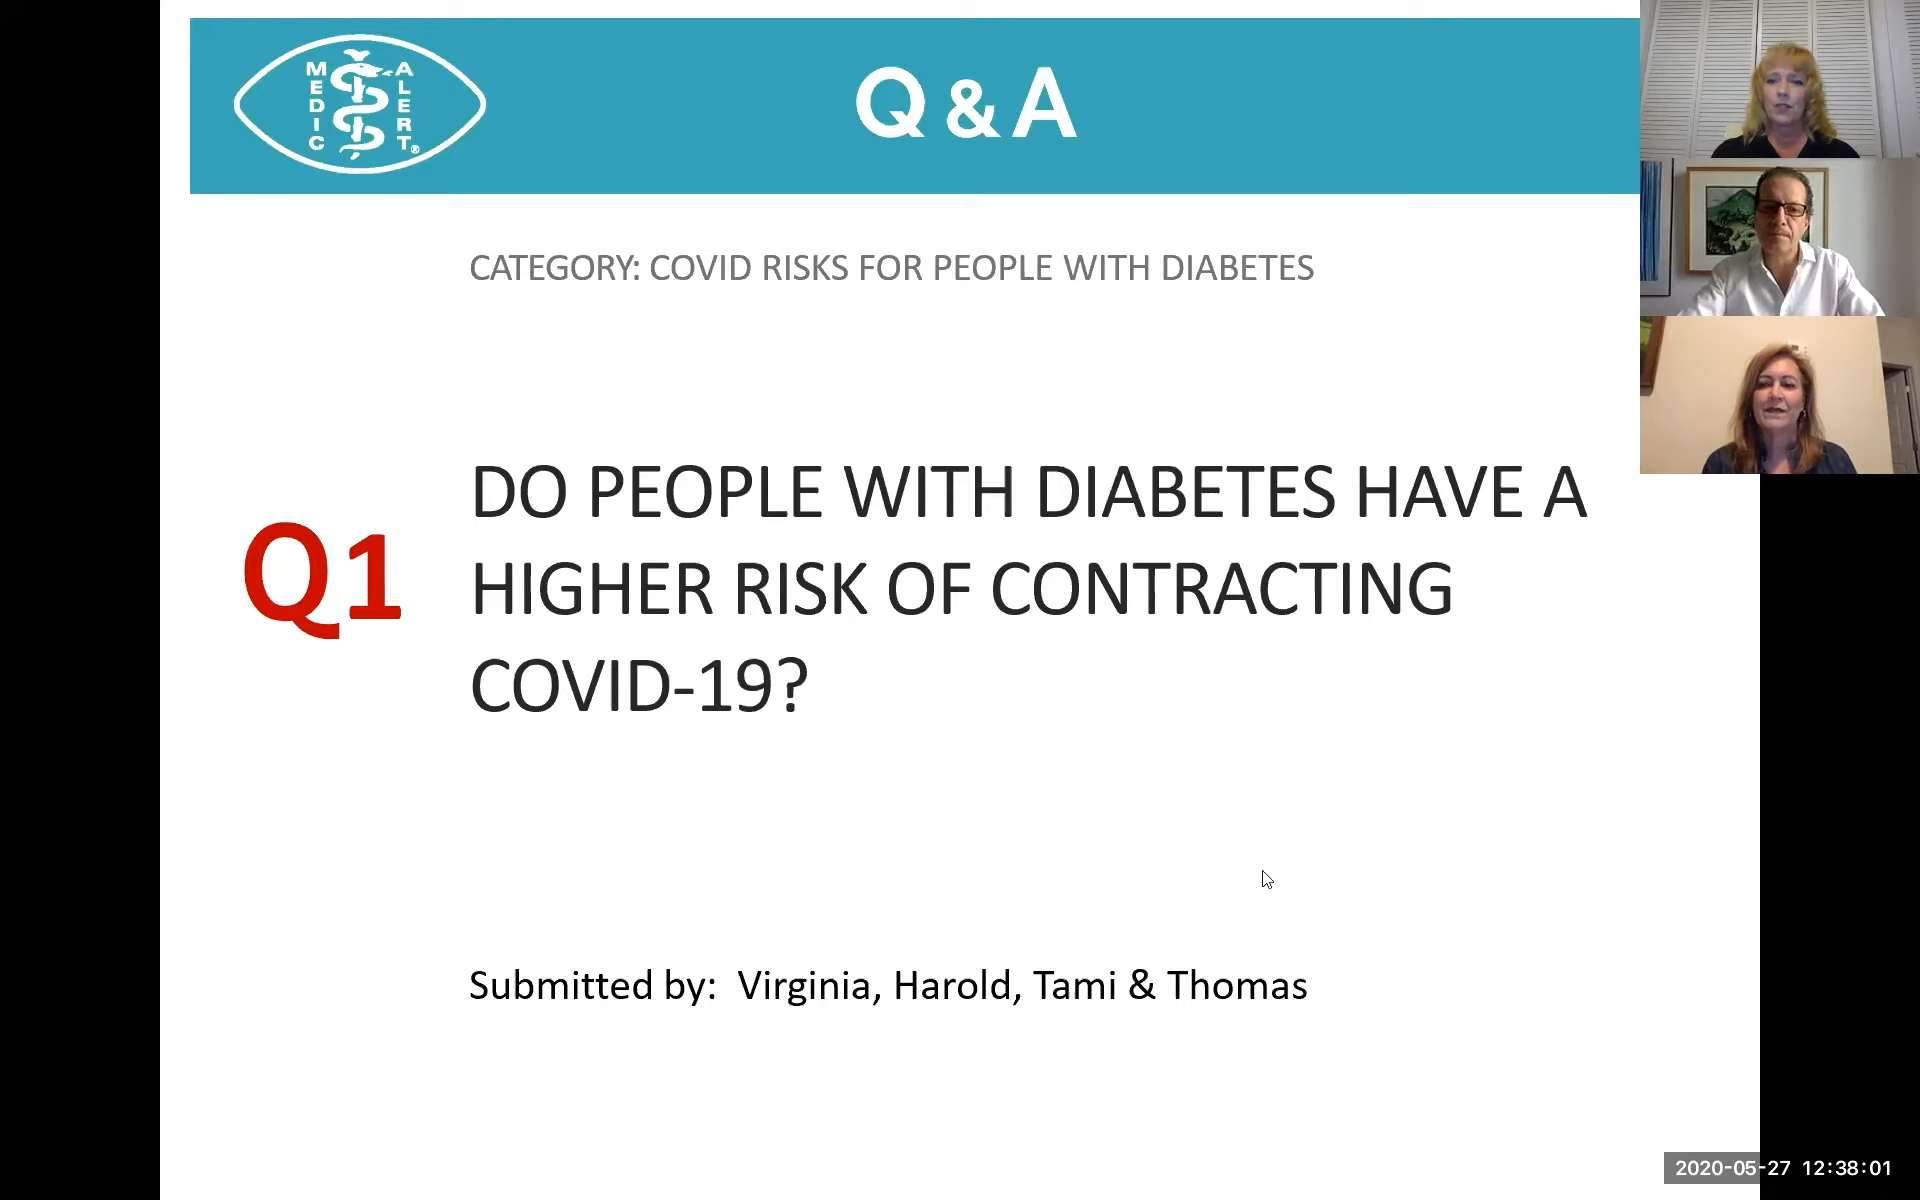 MEDIC ALERT®
Q & A
CATEGORY: COVID RISKS FOR PEOPLE WITH DIABETES
Q1
DO PEOPLE WITH DIABETES HAVE A
HIGHER RISK OF CONTRACTING
COVID-19?
Submitted by: Virginia, Harold, Tami & Thomas
2020-05-27 12:38:01